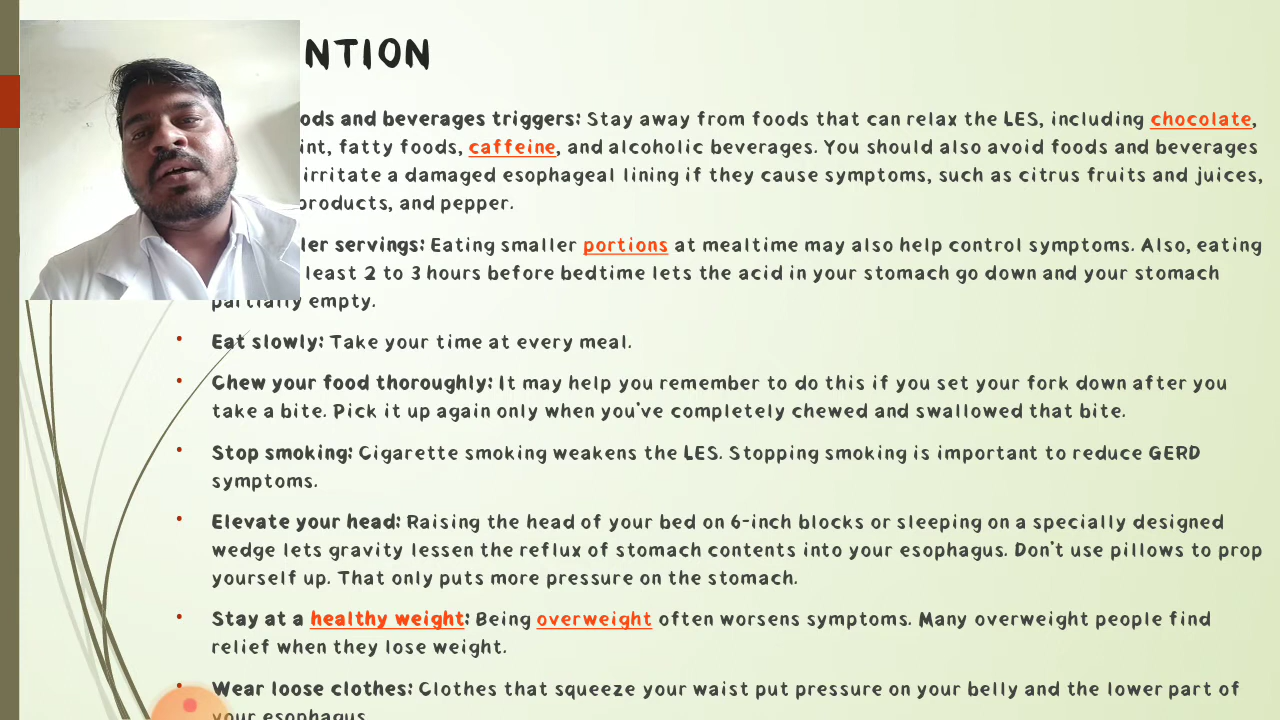 NTION
ods and beverages triggers: Stay away from foods that can relax the LES, including chocolate,
int, fatty foods, caffeine, and alcoholic beverages. You should also avoid foods and beverages
irritate a damaged esophageal lining if they cause symptoms, such as citrus fruits and juices,
products, and pepper.
ler servings: Eating smaller portions at mealtime may also help control symptoms. Also, eating
least 2 to 3 hours before bedtime lets the acid in your stomach go down and your stomach
partially empty.
• Eat slowly: Take your time at every meal.
• Chew your food thoroughly: It may help you remember to do this if you set your fork down after you
take a bite. Pick it up again only when you've completely chewed and swallowed that bite.
• Stop smoking: Cigarette smoking weakens the LES. Stopping smoking is important to reduce GERD
symptoms.
• Elevate your head: Raising the head of your bed on 6-inch blocks or sleeping on a specially designed
wedge lets gravity lessen the reflux of stomach contents into your esophagus. Don't use pillows to prop
yourself up. That only puts more pressure on the stomach.
• Stay at a healthy weight: Being overweight often worsens symptoms. Many overweight people find
relief when they lose weight.
• Wear loose clothes: Clothes that squeeze your waist put pressure on your belly and the lower part of
your esophagus.